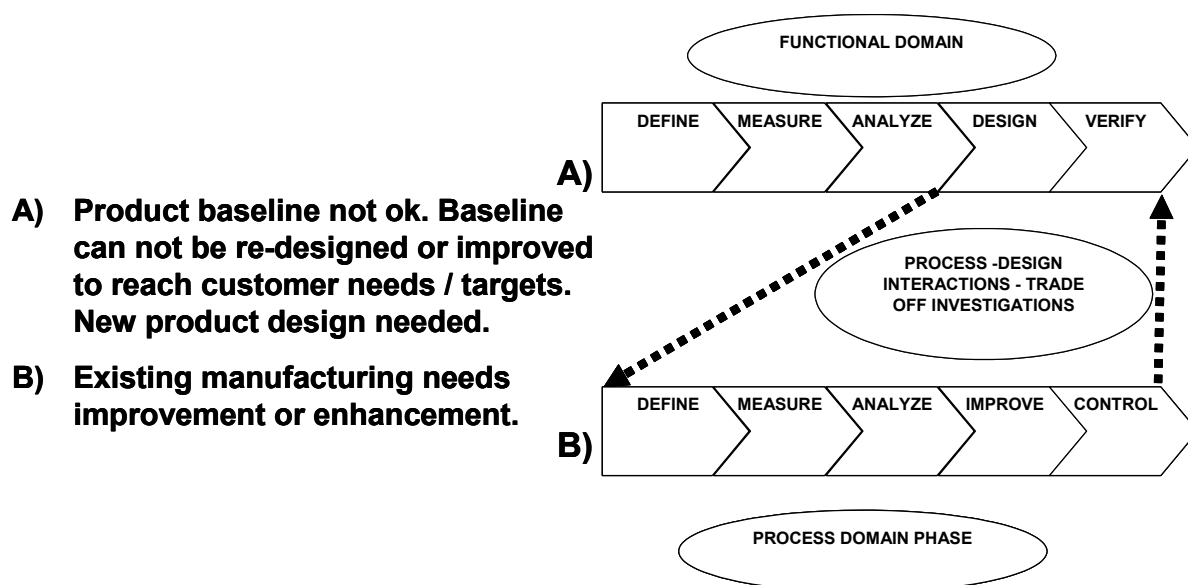 FUNCTIONAL DOMAIN
DEFINE MEASURE ANALYZE DESIGN VERIFY
A)
A) Product baseline not ok. Baseline
can not be re-designed or improved
to reach customer needs / targets.
New product design needed.
B) Existing manufacturing needs
improvement or enhancement.
PROCESS -DESIGN
INTERACTIONS - TRADE
OFF INVESTIGATIONS
DEFINE MEASURE ANALYZE IMPROVE CONTROL
B)
PROCESS DOMAIN PHASE